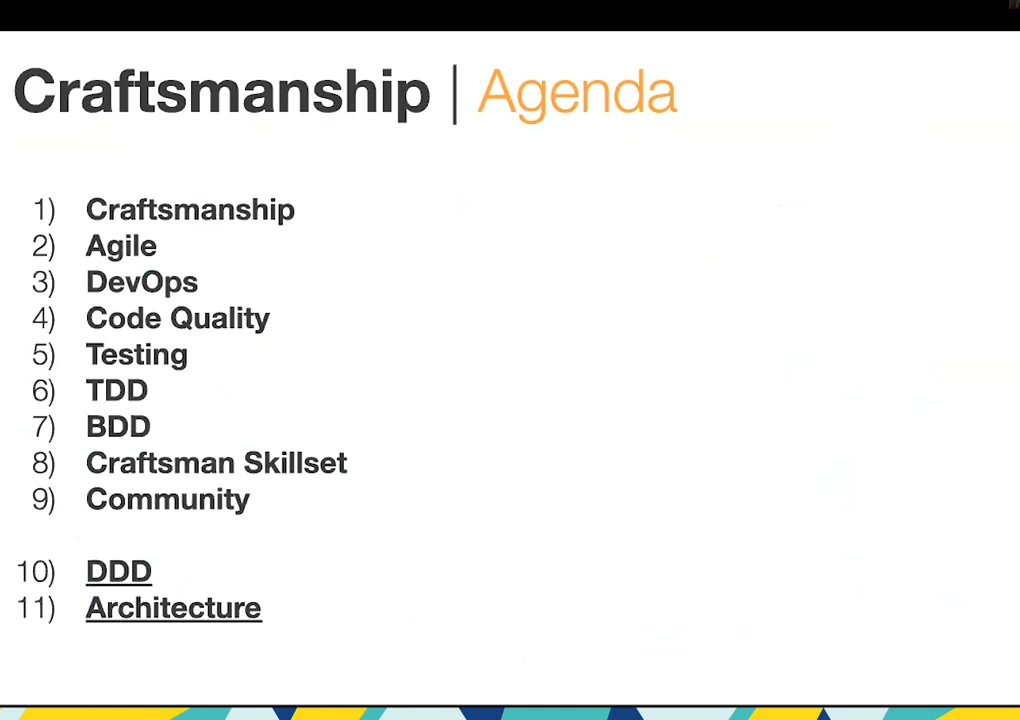 Craftsmanship | Agenda
1) Craftsmanship
2) Agile
3) DevOps
4) Code Quality
5) Testing
6) TDD
7) BDD
8) Craftsman Skillset
9) Community
10) DDD
11) Architecture